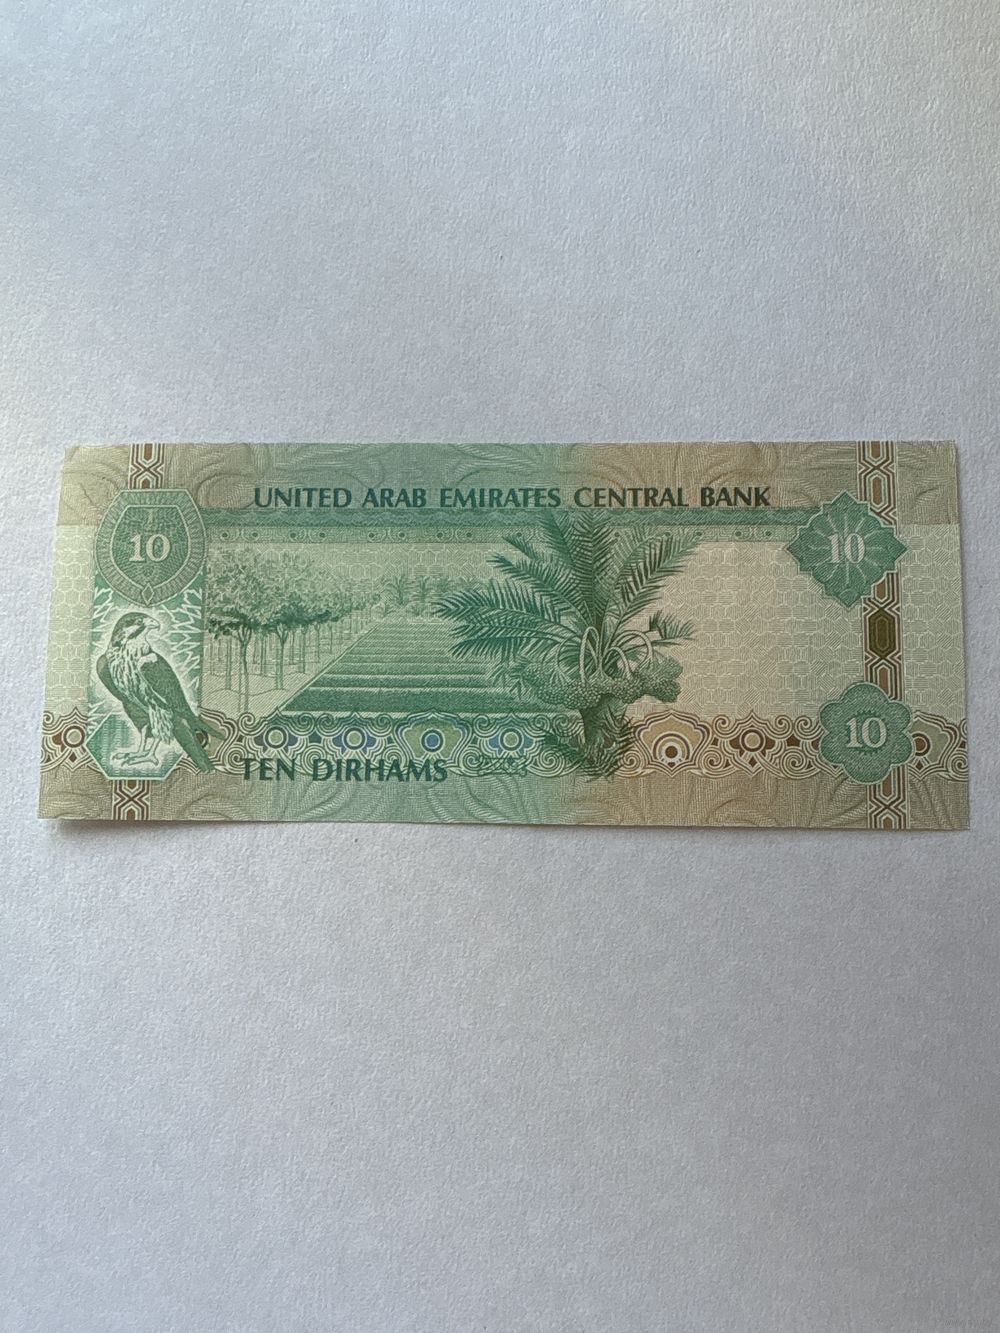 UNITED ARAB EMIRATES CENTRAL BANK
10
10
10
TEN DIRHAMS